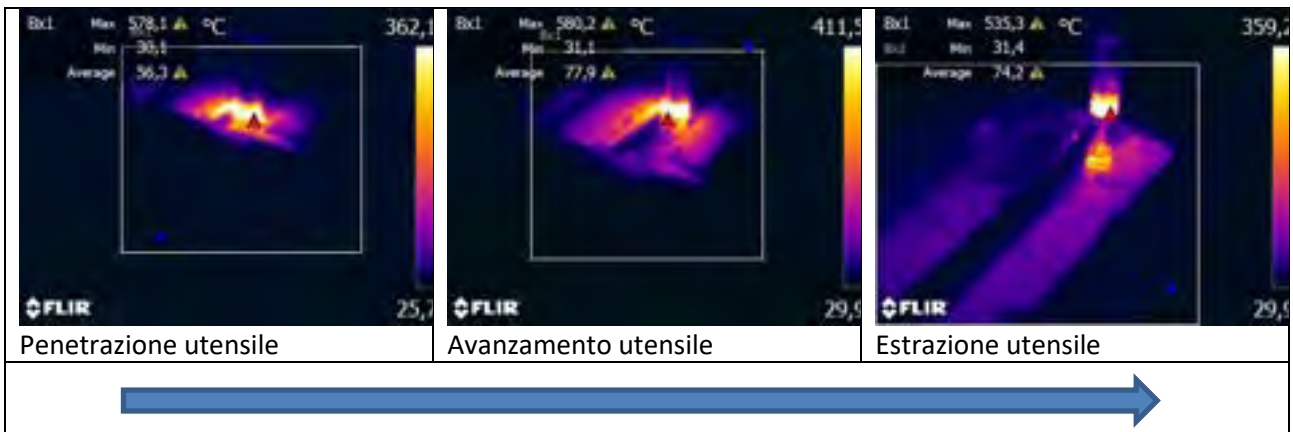 Bx1 Max 578,1 °C 362,1
Min 30,1
Average 56,3
FLIR 25,7
Penetrazione utensile
Bx1 Max 580,2 °C 411,5
Min 31,1
Average 77,9
FLIR 29,9
Avanzamento utensile
Bx1 Max 535,3 °C 359,2
Min 31,4
Average 74,2
FLIR 29,9
Estrazione utensile